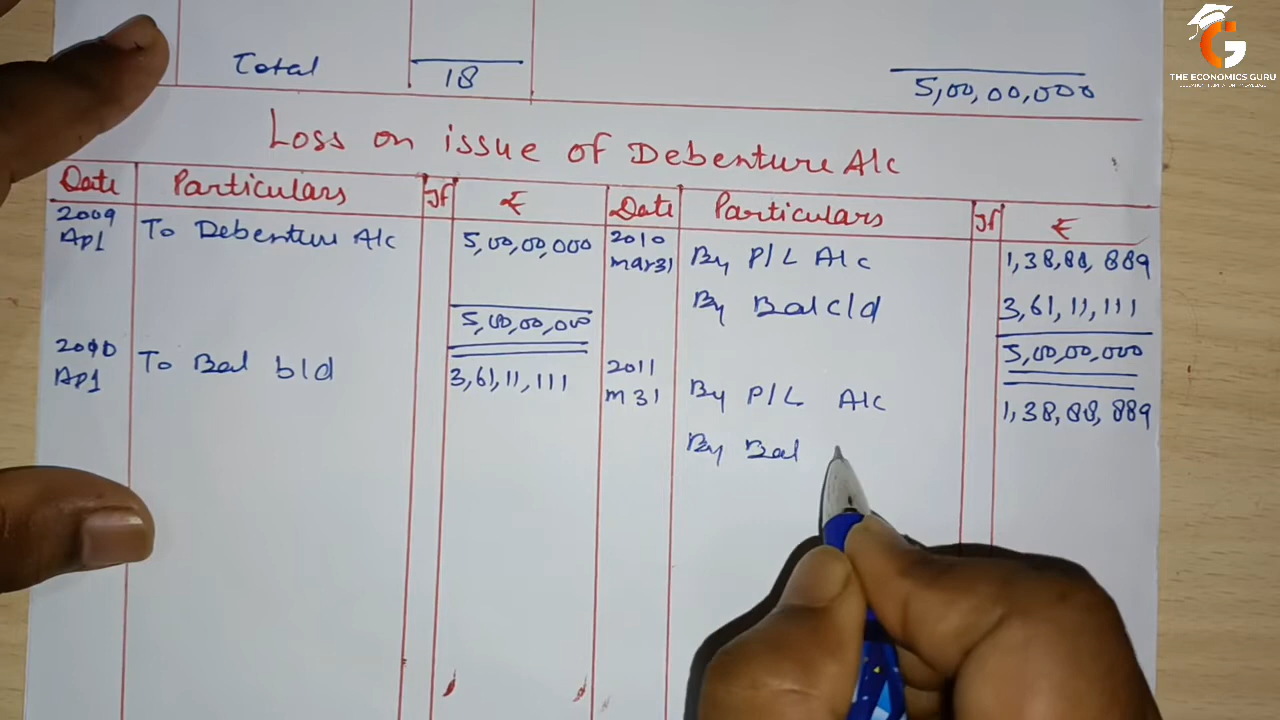 Total 18 5,00,00,000
Loss on issue of Debenture A/c
Date Particulars Jf ₹ Date Particulars Jf ₹
2009 Ap1 To Debenture A/c 5,00,00,000 2010 mar31 By P/L A/c 1,38,88,889
By Bal c/d 3,61,11,111
5,00,00,000 5,00,00,000
2010 Ap1 To Bal b/d 3,61,11,111 2011 m31 By P/L A/c 1,38,88,889
By Bal
G
THE ECONOMICS GURU